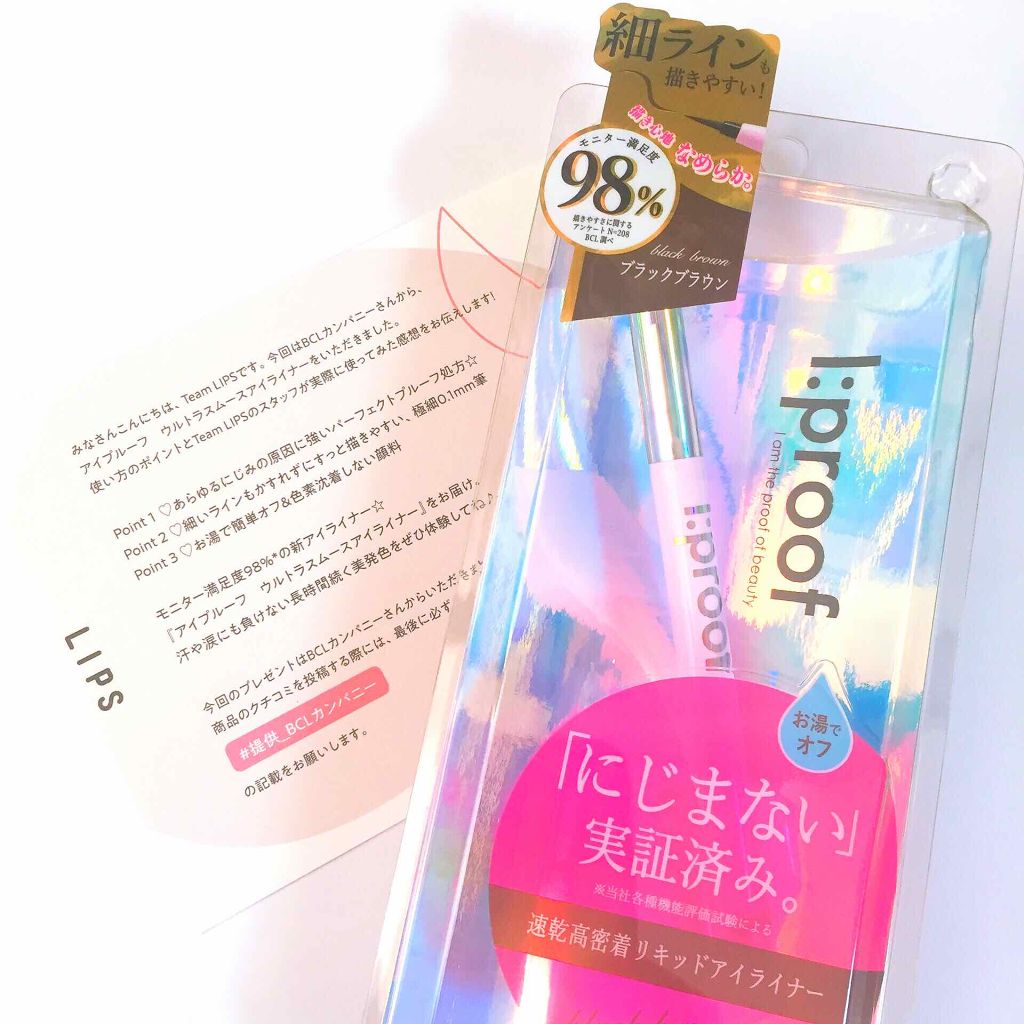 細ラインも
描きやすい!
描き心地
なめらか。
モニター満足度
98%
描きやすさに関する
アンケート N=208
BCL調べ
black brown
ブラックブラウン
I:proof
I am the proof of beauty
I:proof
お湯で
オフ
「にじまない」
実証済み。
※当社各種機能評価試験による
速乾高密着リキッドアイライナー
black brown
みなさんこんにちは、Team LIPSです。今回はBCLカンパニーさんから、
アイプルーフ ウルトラスムースアイライナーをいただきました。
使い方のポイントとTeam LIPSのスタッフが実際に使ってみた感想をお伝えします!
Point 1 ♡あらゆるにじみの原因に強いパーフェクトプルーフ処方☆
Point 2 ♡細いラインもかすれずにすっと描きやすい、極細0.1mm筆
Point 3 ♡お湯で簡単オフ&色素沈着しない顔料
モニター満足度98%*の新アイライナー☆
『アイプルーフ ウルトラスムースアイライナー』をお届け。
汗や涙にも負けない長時間続く美発色をぜひ体験してね♪
今回のプレゼントはBCLカンパニーさんからいただきまし
商品のクチコミを投稿する際には、最後に必ず
#提供_BCLカンパニー
の記載をお願いします。
LIPS